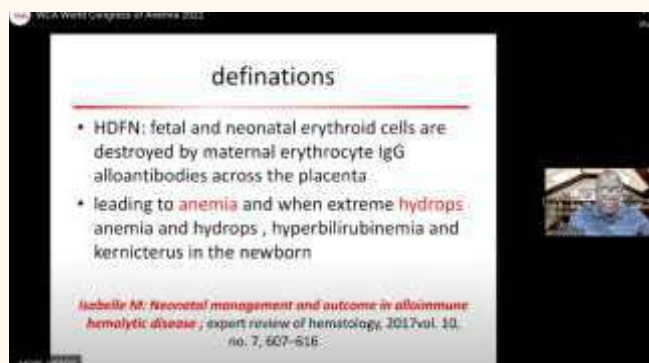 WCA World Congress of Anemia 2022
definations
• HDFN: fetal and neonatal erythroid cells are
destroyed by maternal erythrocyte IgG
alloantibodies across the placenta
• leading to anemia and when extreme hydrops
anemia and hydrops , hyperbilirubinemia and
kernicterus in the newborn
Isabelle M: Neonatal management and outcome in alloimmune
hemolytic disease ; expert review of hematology, 2017vol. 10,
no. 7, 607–616